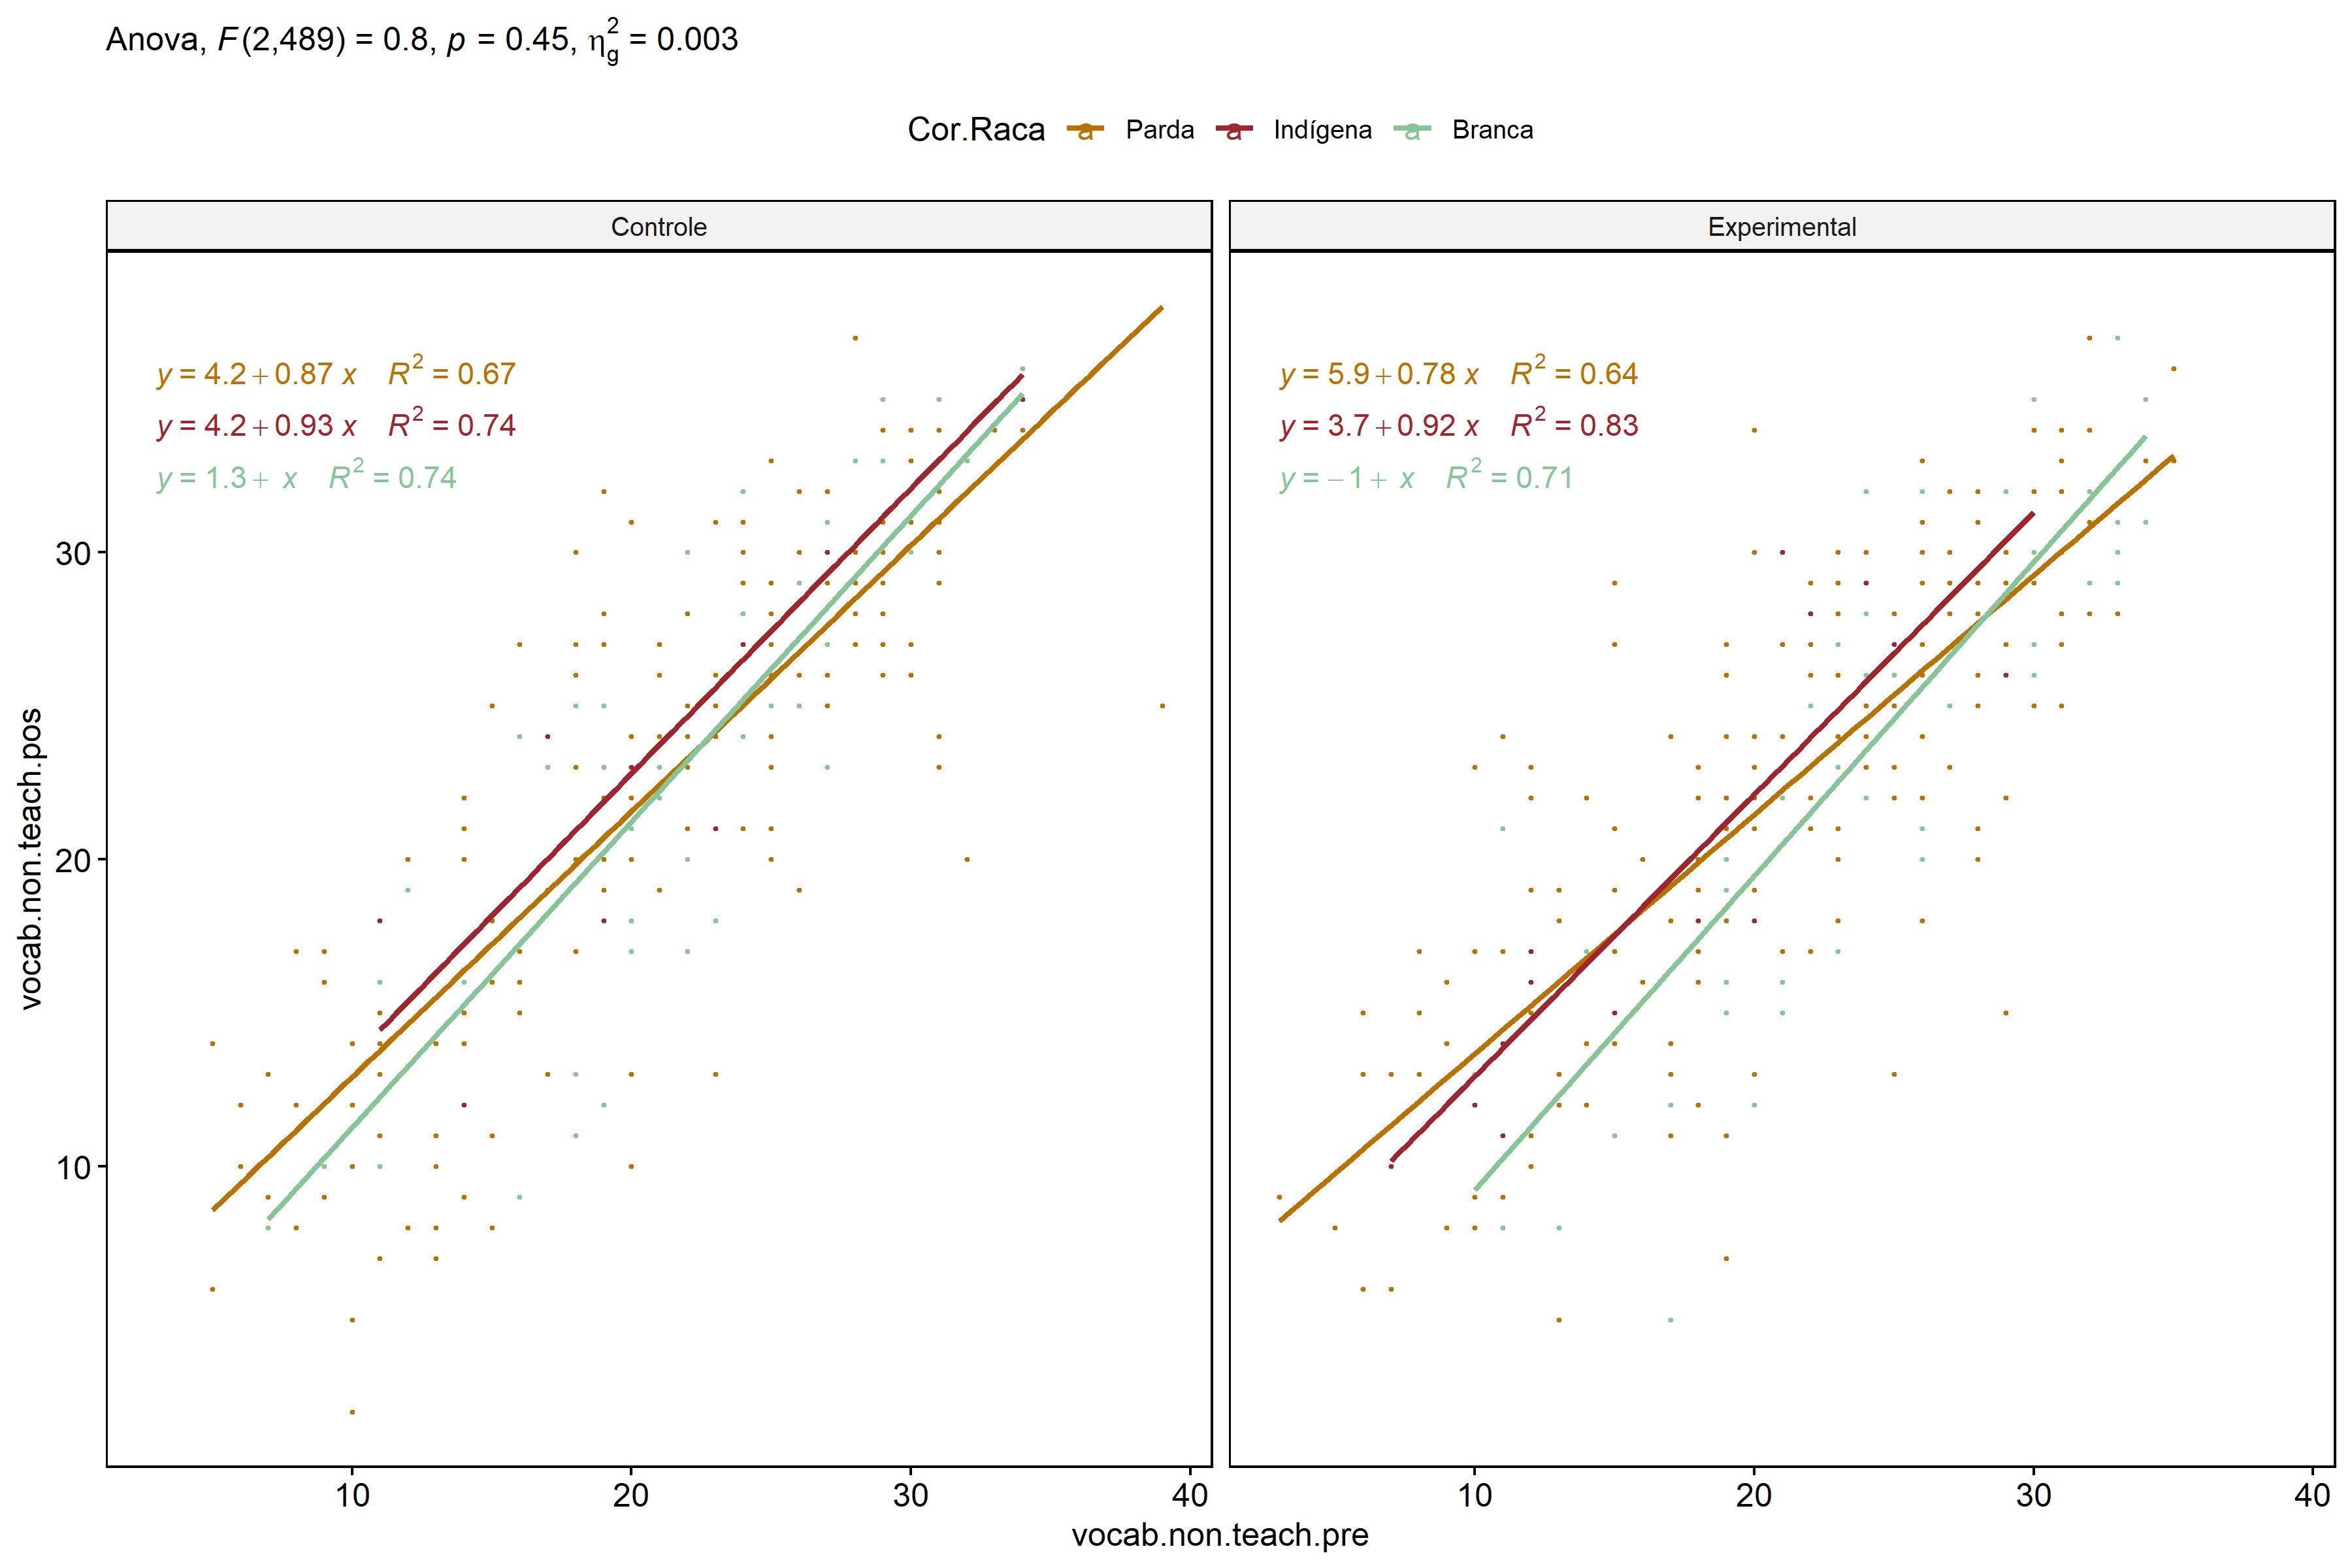 Anova, F(2,489) = 0.8, p = 0.45, η²g = 0.003
Cor.Raca a Parda a Indígena a Branca
Controle
y = 4.2 + 0.87 x R² = 0.67
y = 4.2 + 0.93 x R² = 0.74
y = 1.3 + x R² = 0.74
Experimental
y = 5.9 + 0.78 x R² = 0.64
y = 3.7 + 0.92 x R² = 0.83
y = −1 + x R² = 0.71
vocab.non.teach.pos
30
20
10
10 20 30 40
10 20 30 40
vocab.non.teach.pre